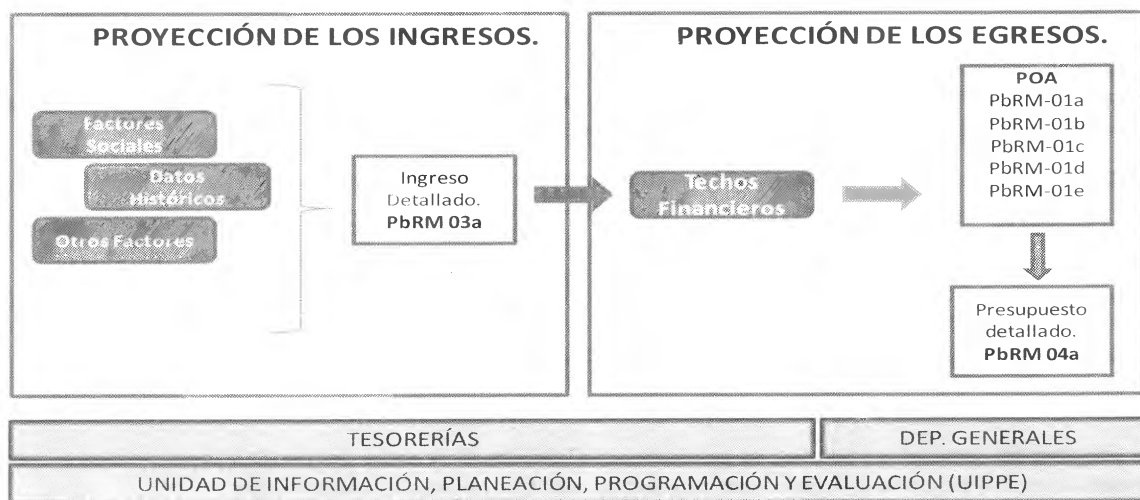 PROYECCIÓN DE LOS INGRESOS.
Factores
Sociales
Datos
Históricos
Otros Factores
Ingreso
Detallado.
PbRM 03a
PROYECCIÓN DE LOS EGRESOS.
Techos
Financieros
POA
PbRM-01a
PbRM-01b
PbRM-01c
PbRM-01d
PbRM-01e
Presupuesto
detallado.
PbRM 04a
TESORERÍAS
DEP. GENERALES
UNIDAD DE INFORMACIÓN, PLANEACIÓN, PROGRAMACIÓN Y EVALUACIÓN (UIPPE)